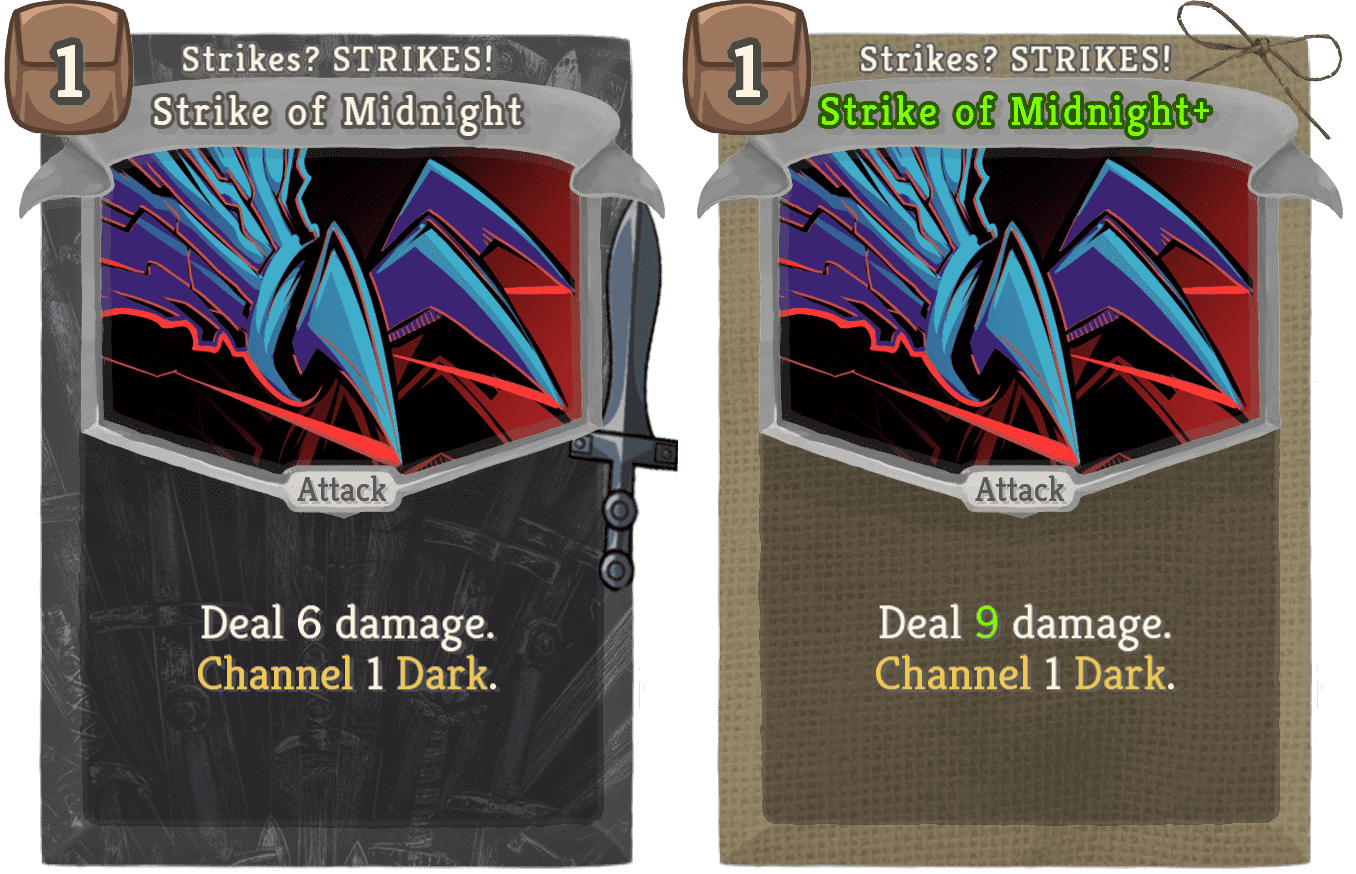 1
Strikes? STRIKES!
Strike of Midnight
Attack
Deal 6 damage.
Channel 1 Dark.
1
Strikes? STRIKES!
Strike of Midnight+
Attack
Deal 9 damage.
Channel 1 Dark.